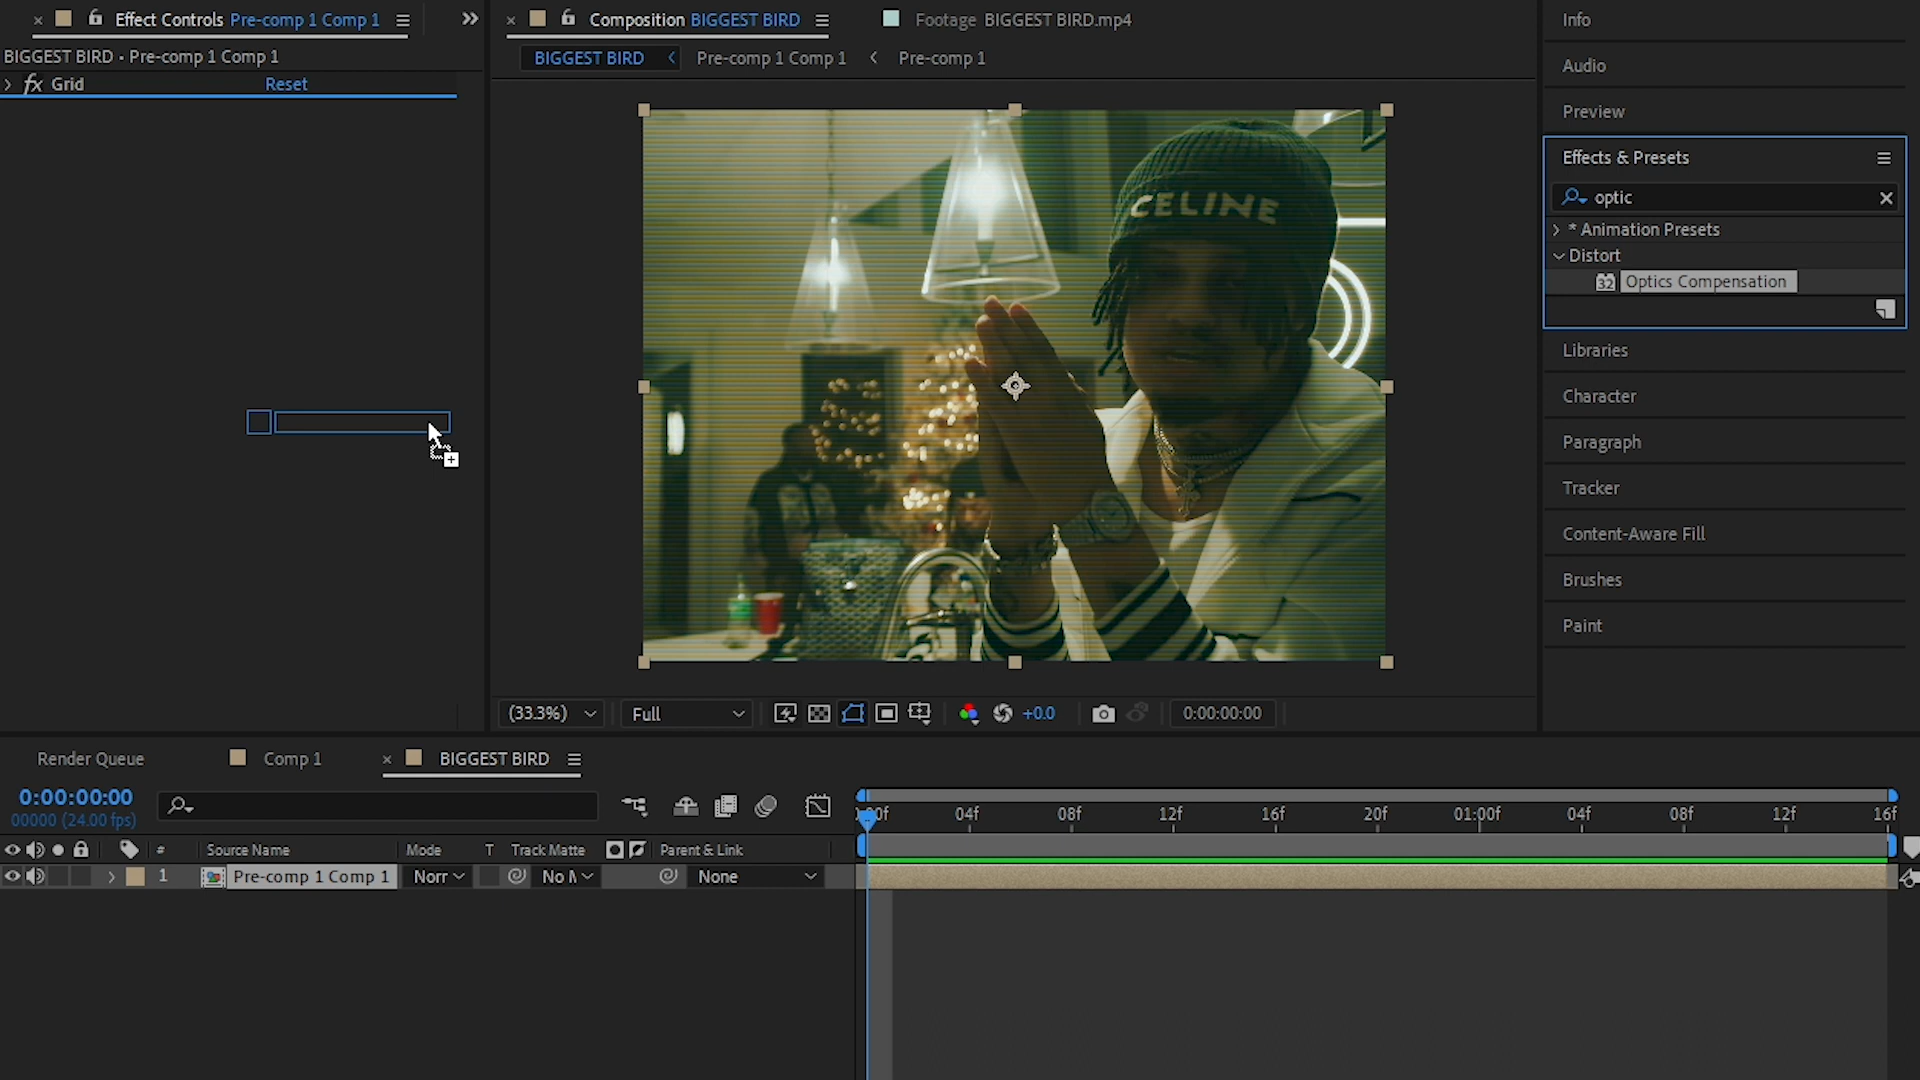 Effect Controls Pre-comp 1 Comp 1
Composition BIGGEST BIRD
Footage BIGGEST BIRD.mp4
Info
BIGGEST BIRD • Pre-comp 1 Comp 1
BIGGEST BIRD
Pre-comp 1 Comp 1
Pre-comp 1
Audio
fx Grid
Reset
Preview
Effects & Presets
optic
* Animation Presets
Distort
32 Optics Compensation
CELINE
Libraries
Character
Paragraph
Tracker
Content-Aware Fill
Brushes
Paint
(33.3%)
Full
+0.0
0:00:00:00
Render Queue
Comp 1
BIGGEST BIRD
0:00:00:00
00000 (24.00 fps)
:00f
04f
08f
12f
16f
20f
01:00f
04f
08f
12f
16f
#
Source Name
Mode
T
Track Matte
Parent & Link
1
Pre-comp 1 Comp 1
Norr
No M
None